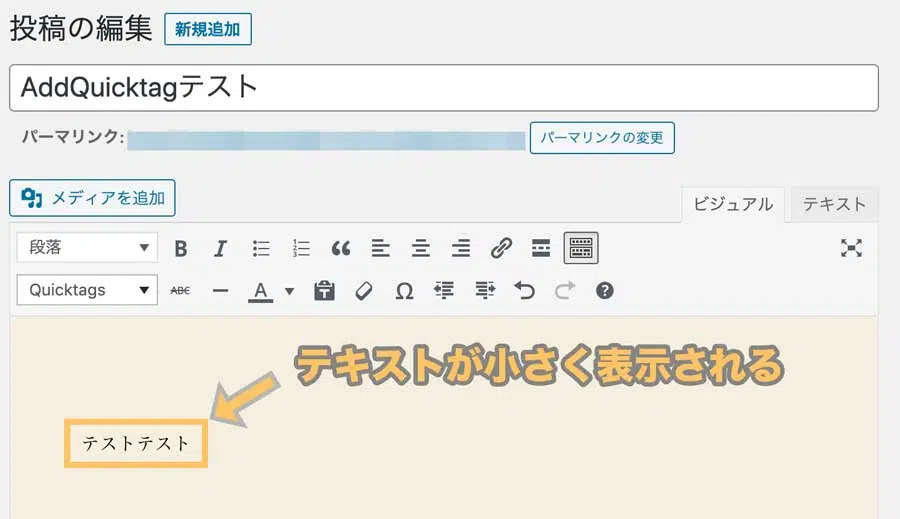 投稿の編集 新規追加
AddQuicktagテスト
パーマリンク: パーマリンクの変更
メディアを追加 ビジュアル テキスト
段落 B I
Quicktags ABC A
テキストが小さく表示される
テストテスト